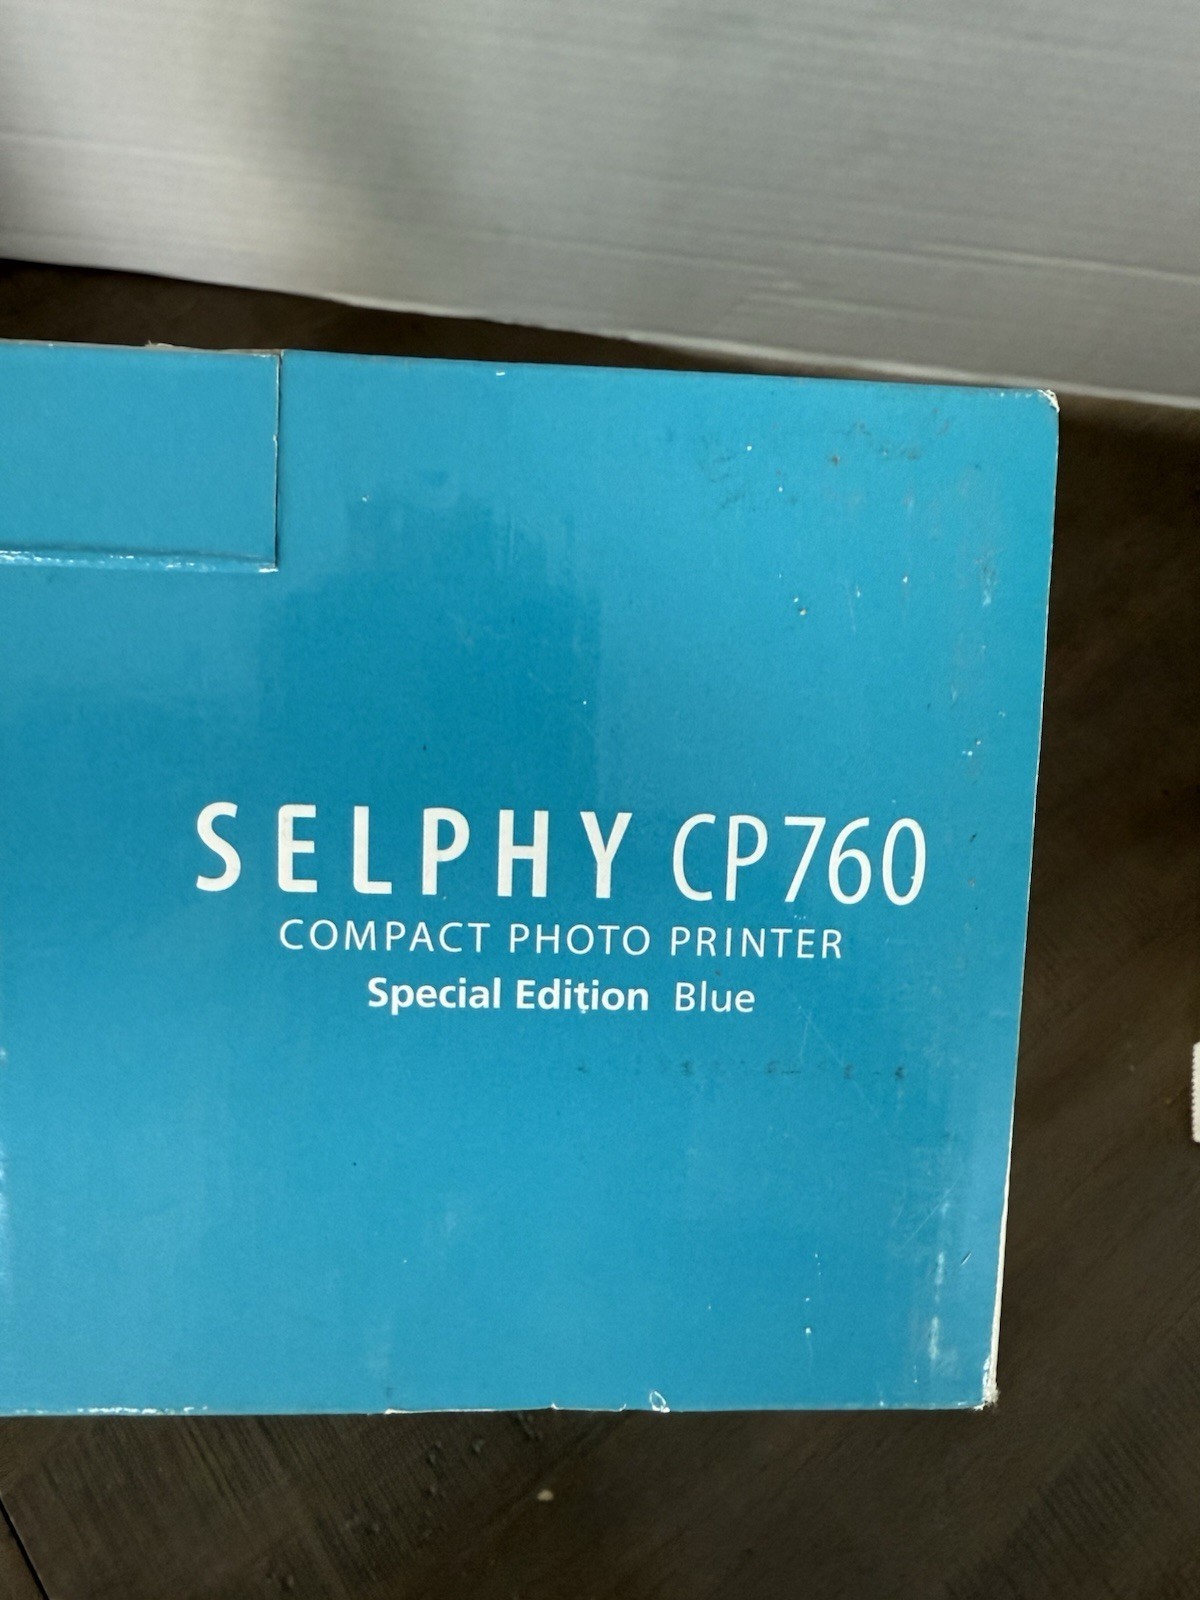 SELPHY CP760
COMPACT PHOTO PRINTER
Special Edition Blue